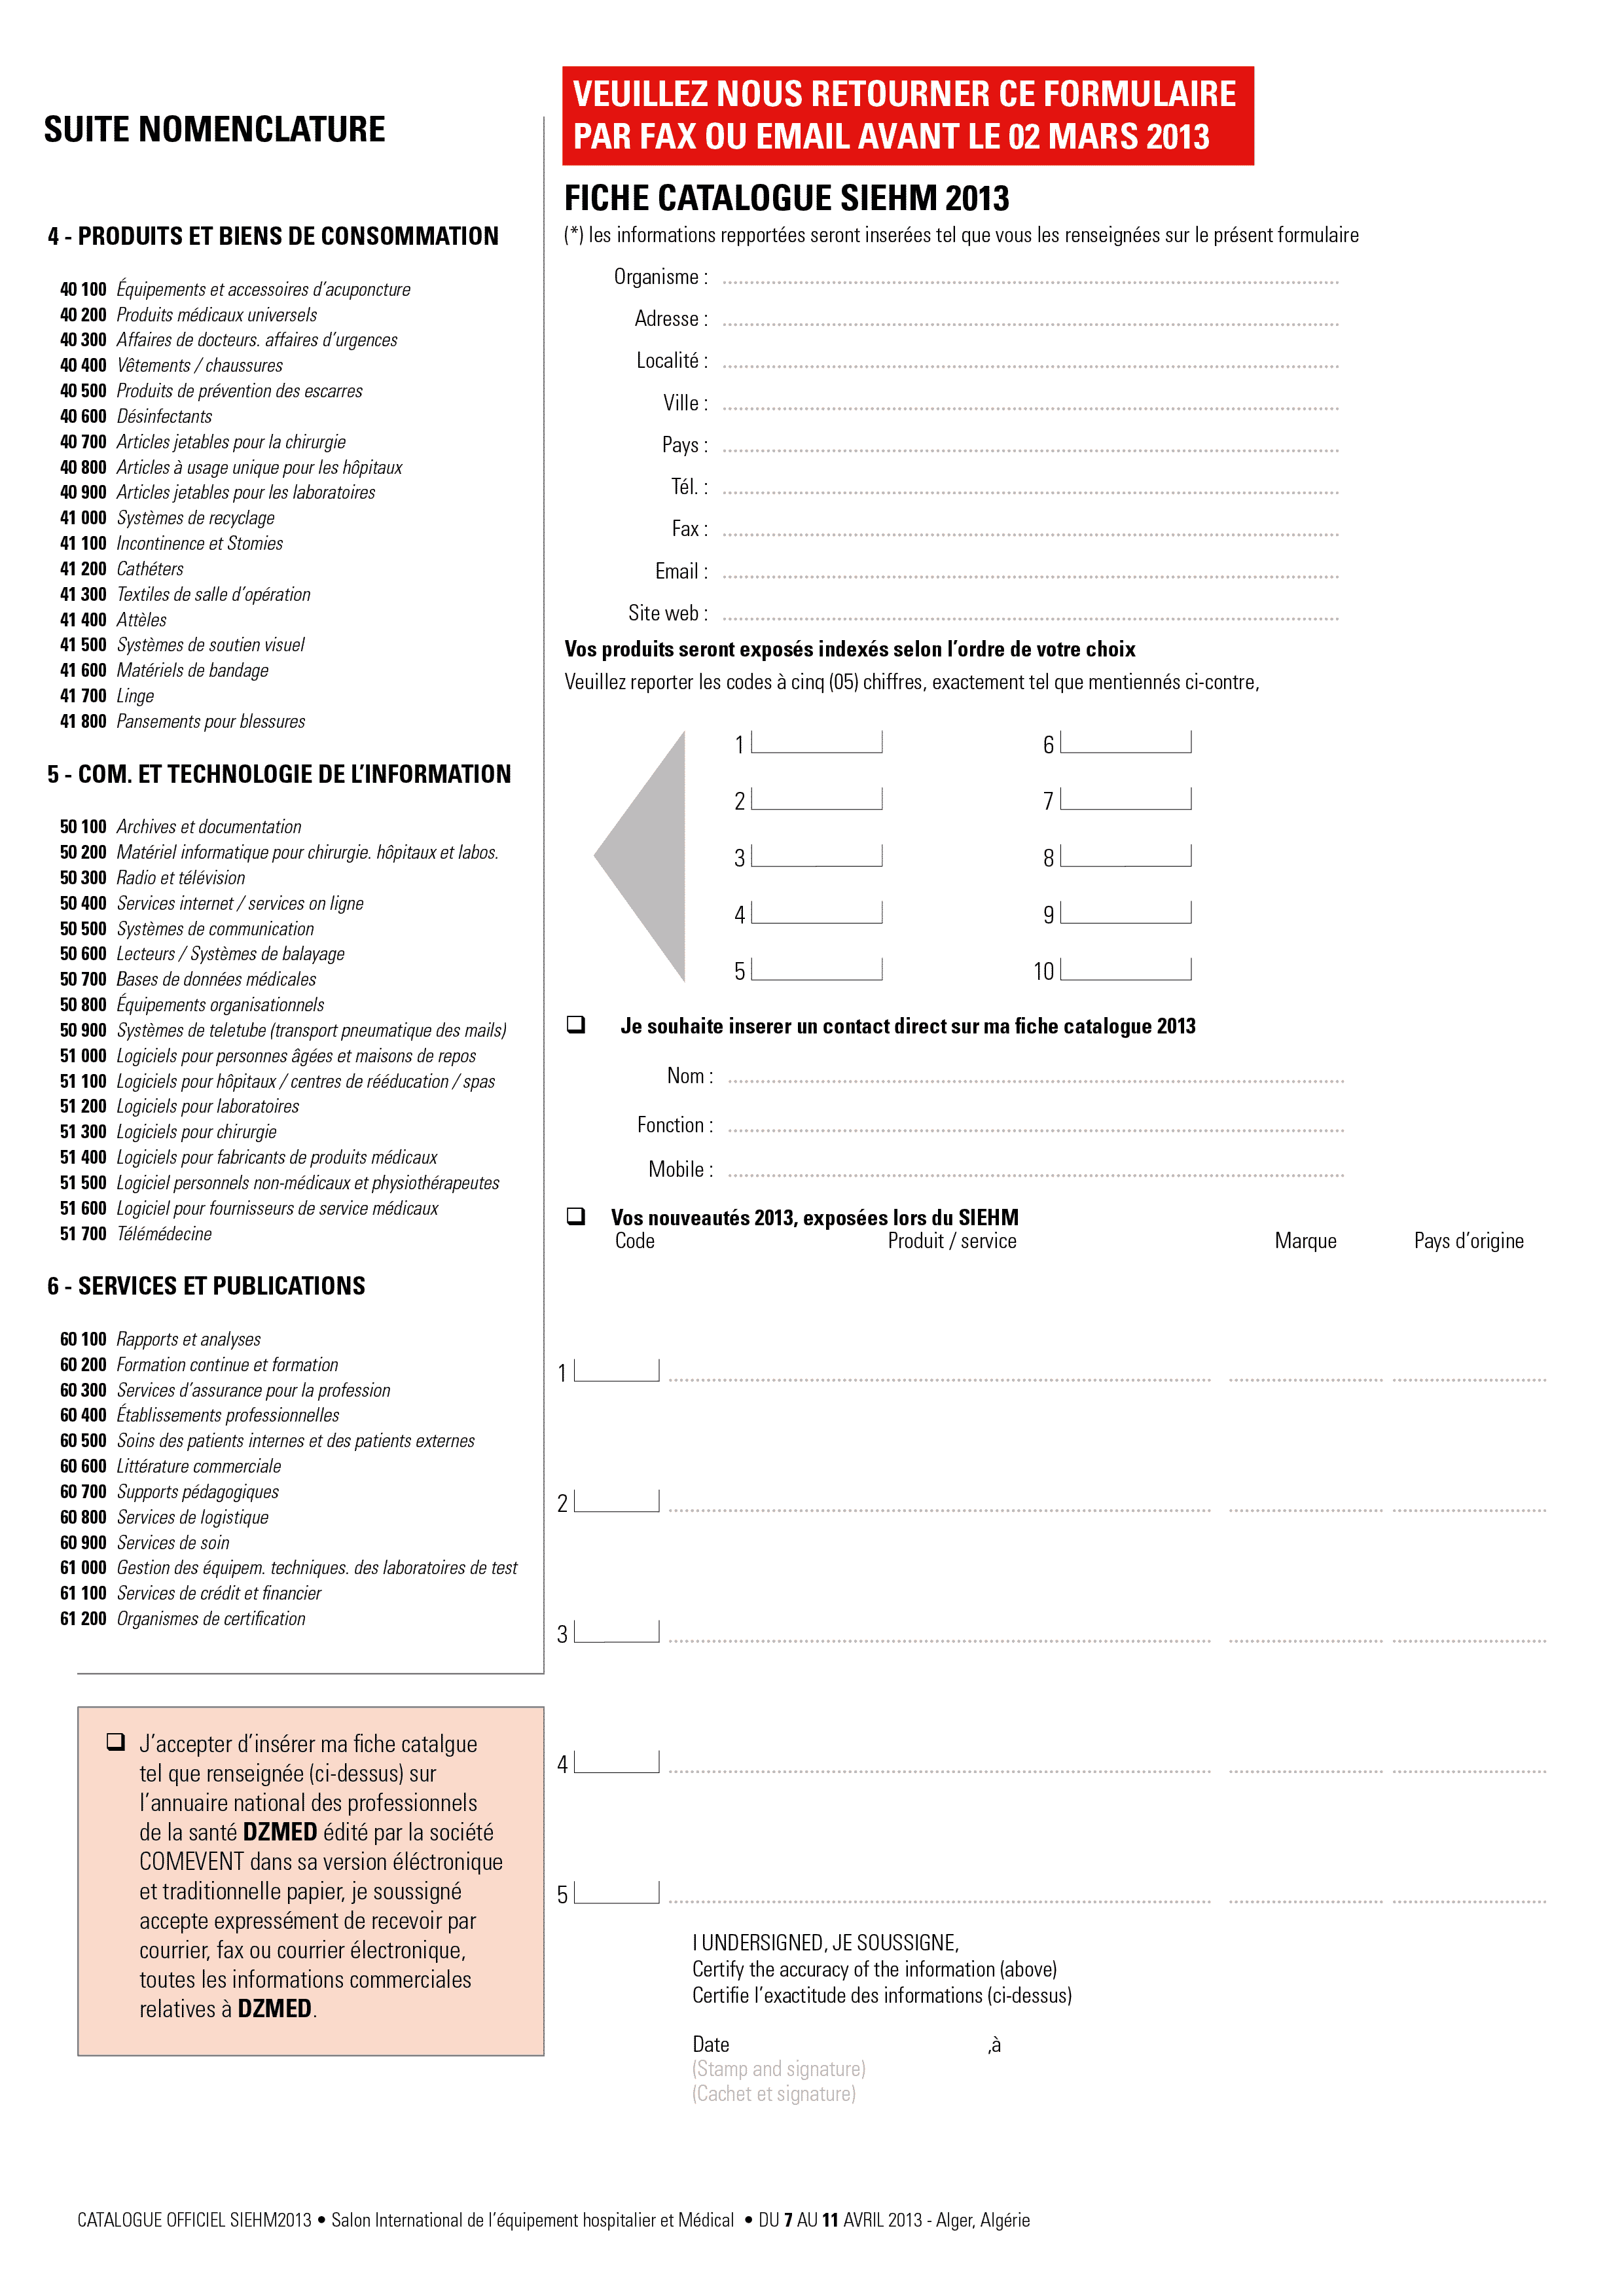 SUITE NOMENCLATURE
4 - PRODUITS ET BIENS DE CONSOMMATION
40 100 Équipements et accessoires d’acuponcture
40 200 Produits médicaux universels
40 300 Affaires de docteurs. affaires d’urgences
40 400 Vêtements / chaussures
40 500 Produits de prévention des escarres
40 600 Désinfectants
40 700 Articles jetables pour la chirurgie
40 800 Articles à usage unique pour les hôpitaux
40 900 Articles jetables pour les laboratoires
41 000 Systèmes de recyclage
41 100 Incontinence et Stomies
41 200 Cathéters
41 300 Textiles de salle d’opération
41 400 Attèles
41 500 Systèmes de soutien visuel
41 600 Matériels de bandage
41 700 Linge
41 800 Pansements pour blessures
5 - COM. ET TECHNOLOGIE DE L’INFORMATION
50 100 Archives et documentation
50 200 Matériel informatique pour chirurgie. hôpitaux et labos.
50 300 Radio et télévision
50 400 Services internet / services on ligne
50 500 Systèmes de communication
50 600 Lecteurs / Systèmes de balayage
50 700 Bases de données médicales
50 800 Équipements organisationnels
50 900 Systèmes de teletube (transport pneumatique des mails)
51 000 Logiciels pour personnes âgées et maisons de repos
51 100 Logiciels pour hôpitaux / centres de rééducation / spas
51 200 Logiciels pour laboratoires
51 300 Logiciels pour chirurgie
51 400 Logiciels pour fabricants de produits médicaux
51 500 Logiciel personnels non-médicaux et physiothérapeutes
51 600 Logiciel pour fournisseurs de service médicaux
51 700 Télémédecine
6 - SERVICES ET PUBLICATIONS
60 100 Rapports et analyses
60 200 Formation continue et formation
60 300 Services d’assurance pour la profession
60 400 Établissements professionnelles
60 500 Soins des patients internes et des patients externes
60 600 Littérature commerciale
60 700 Supports pédagogiques
60 800 Services de logistique
60 900 Services de soin
61 000 Gestion des équipem. techniques. des laboratoires de test
61 100 Services de crédit et financier
61 200 Organismes de certification
❑ J’accepter d’insérer ma fiche catalgue
tel que renseignée (ci-dessus) sur
l’annuaire national des professionnels
de la santé DZMED édité par la société
COMEVENT dans sa version éléctronique
et traditionnelle papier, je soussigné
accepte expressément de recevoir par
courrier, fax ou courrier électronique,
toutes les informations commerciales
relatives à DZMED.
VEUILLEZ NOUS RETOURNER CE FORMULAIRE
PAR FAX OU EMAIL AVANT LE 02 MARS 2013
FICHE CATALOGUE SIEHM 2013
(*) les informations repportées seront inserées tel que vous les renseignées sur le présent formulaire
Organisme :
Adresse :
Localité :
Ville :
Pays :
Tél. :
Fax :
Email :
Site web :
Vos produits seront exposés indexés selon l’ordre de votre choix
Veuillez reporter les codes à cinq (05) chiffres, exactement tel que mentiennés ci-contre,
1 6
2 7
3 8
4 9
5 10
❑ Je souhaite inserer un contact direct sur ma fiche catalogue 2013
Nom :
Fonction :
Mobile :
❑ Vos nouveautés 2013, exposées lors du SIEHM
Code Produit / service Marque Pays d’origine
1
2
3
4
5
I UNDERSIGNED, JE SOUSSIGNE,
Certify the accuracy of the information (above)
Certifie l’exactitude des informations (ci-dessus)
Date ,à
(Stamp and signature)
(Cachet et signature)
CATALOGUE OFFICIEL SIEHM2013 • Salon International de l’équipement hospitalier et Médical • DU 7 AU 11 AVRIL 2013 - Alger, Algérie